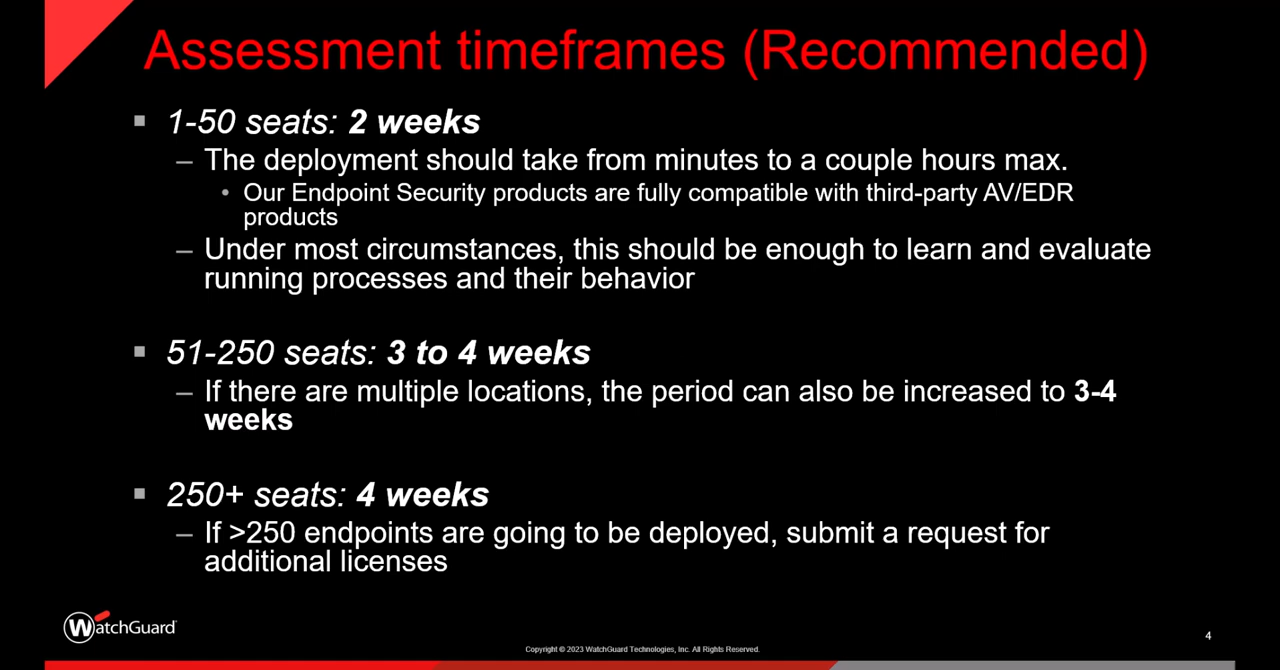 Assessment timeframes (Recommended)
▪ 1-50 seats: 2 weeks
– The deployment should take from minutes to a couple hours max.
• Our Endpoint Security products are fully compatible with third-party AV/EDR
products
– Under most circumstances, this should be enough to learn and evaluate
running processes and their behavior
▪ 51-250 seats: 3 to 4 weeks
– If there are multiple locations, the period can also be increased to 3-4
weeks
▪ 250+ seats: 4 weeks
– If >250 endpoints are going to be deployed, submit a request for
additional licenses
WatchGuard
Copyright © 2023 WatchGuard Technologies, Inc. All Rights Reserved.
4